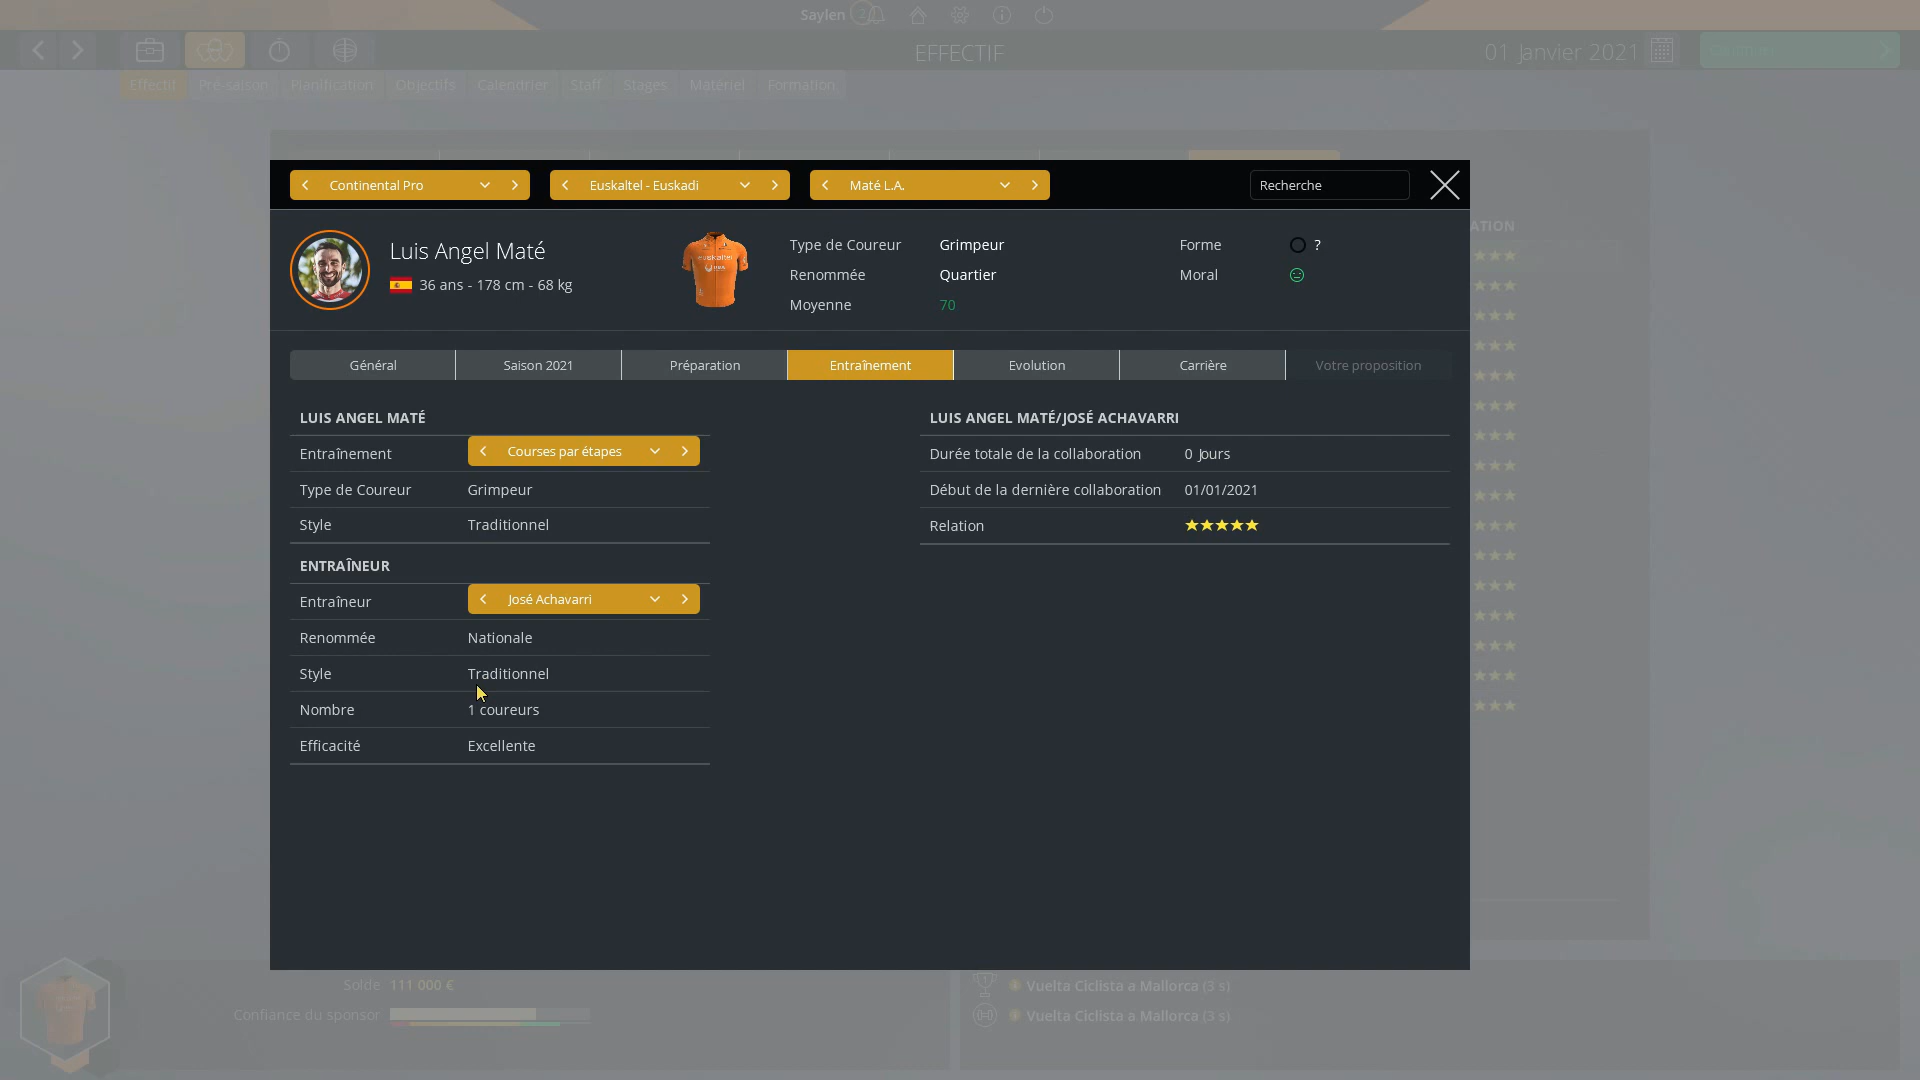 Saylen 2
EFFECTIF
01 Janvier 2021
Effectif Pré-saison Planification Objectifs Calendrier Staff Stages Matériel Formation
Continental Pro Euskaltel - Euskadi Maté L.A. Recherche
Luis Angel Maté
36 ans - 178 cm - 68 kg
euskaltel
Type de Coureur Grimpeur
Renommée Quartier
Moyenne 70
Forme ?
Moral
Général Saison 2021 Préparation Entraînement Evolution Carrière Votre proposition
LUIS ANGEL MATÉ
Entraînement Courses par étapes
Type de Coureur Grimpeur
Style Traditionnel
ENTRAÎNEUR
Entraîneur José Achavarri
Renommée Nationale
Style Traditionnel
Nombre 1 coureurs
Efficacité Excellente
LUIS ANGEL MATÉ/JOSÉ ACHAVARRI
Durée totale de la collaboration 0 Jours
Début de la dernière collaboration 01/01/2021
Relation ★★★★★
ATION
Solde 111 000 €
Confiance du sponsor
Vuelta Ciclista a Mallorca (3 s)
Vuelta Ciclista a Mallorca (3 s)